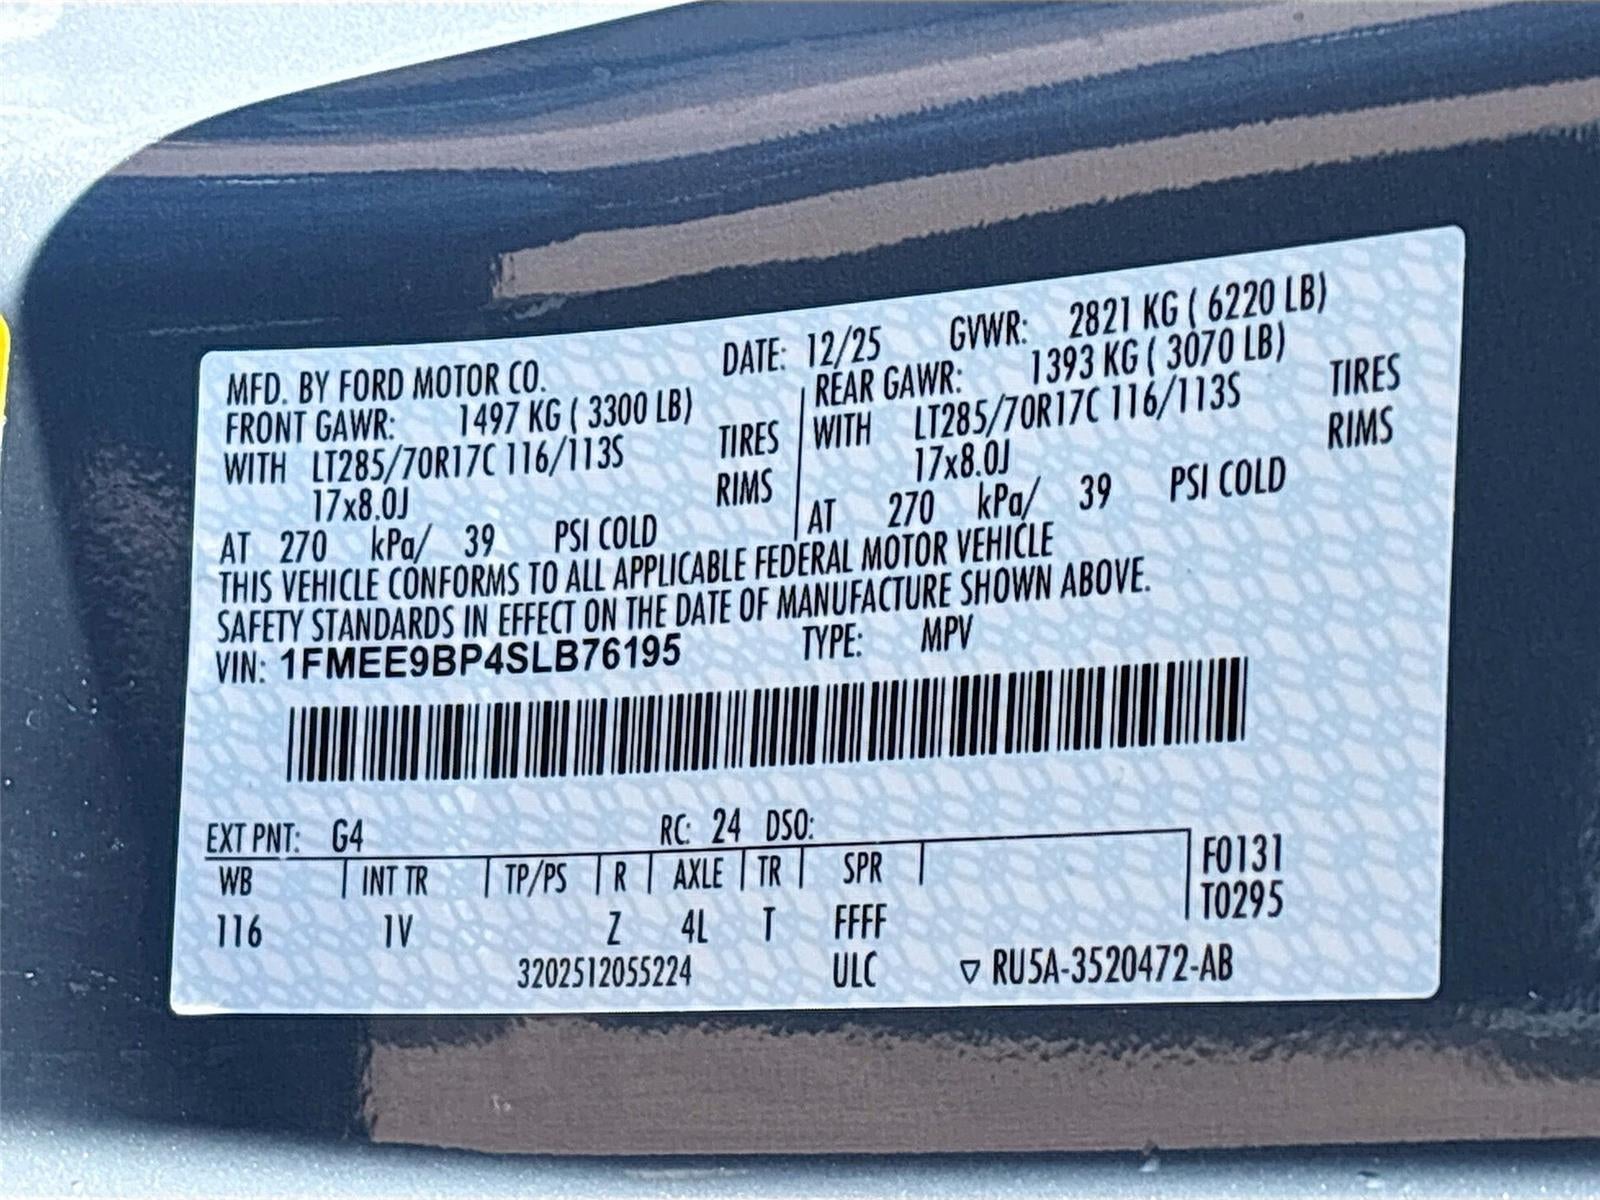 MFD. BY FORD MOTOR CO. DATE: 12/25 GVWR: 2821 KG ( 6220 LB)
FRONT GAWR: 1497 KG ( 3300 LB) REAR GAWR: 1393 KG ( 3070 LB)
WITH LT285/70R17C 116/113S TIRES WITH LT285/70R17C 116/113S TIRES
17x8.0J RIMS 17x8.0J RIMS
AT 270 kPa/ 39 PSI COLD AT 270 kPa/ 39 PSI COLD
THIS VEHICLE CONFORMS TO ALL APPLICABLE FEDERAL MOTOR VEHICLE
SAFETY STANDARDS IN EFFECT ON THE DATE OF MANUFACTURE SHOWN ABOVE.
VIN: 1FMEE9BP4SLB76195 TYPE: MPV
EXT PNT: G4 RC: 24 DSO:
WB INT TR TP/PS R AXLE TR SPR F0131
116 1V Z 4L T FFFF T0295
3202512055224 ULC ▽ RU5A-3520472-AB